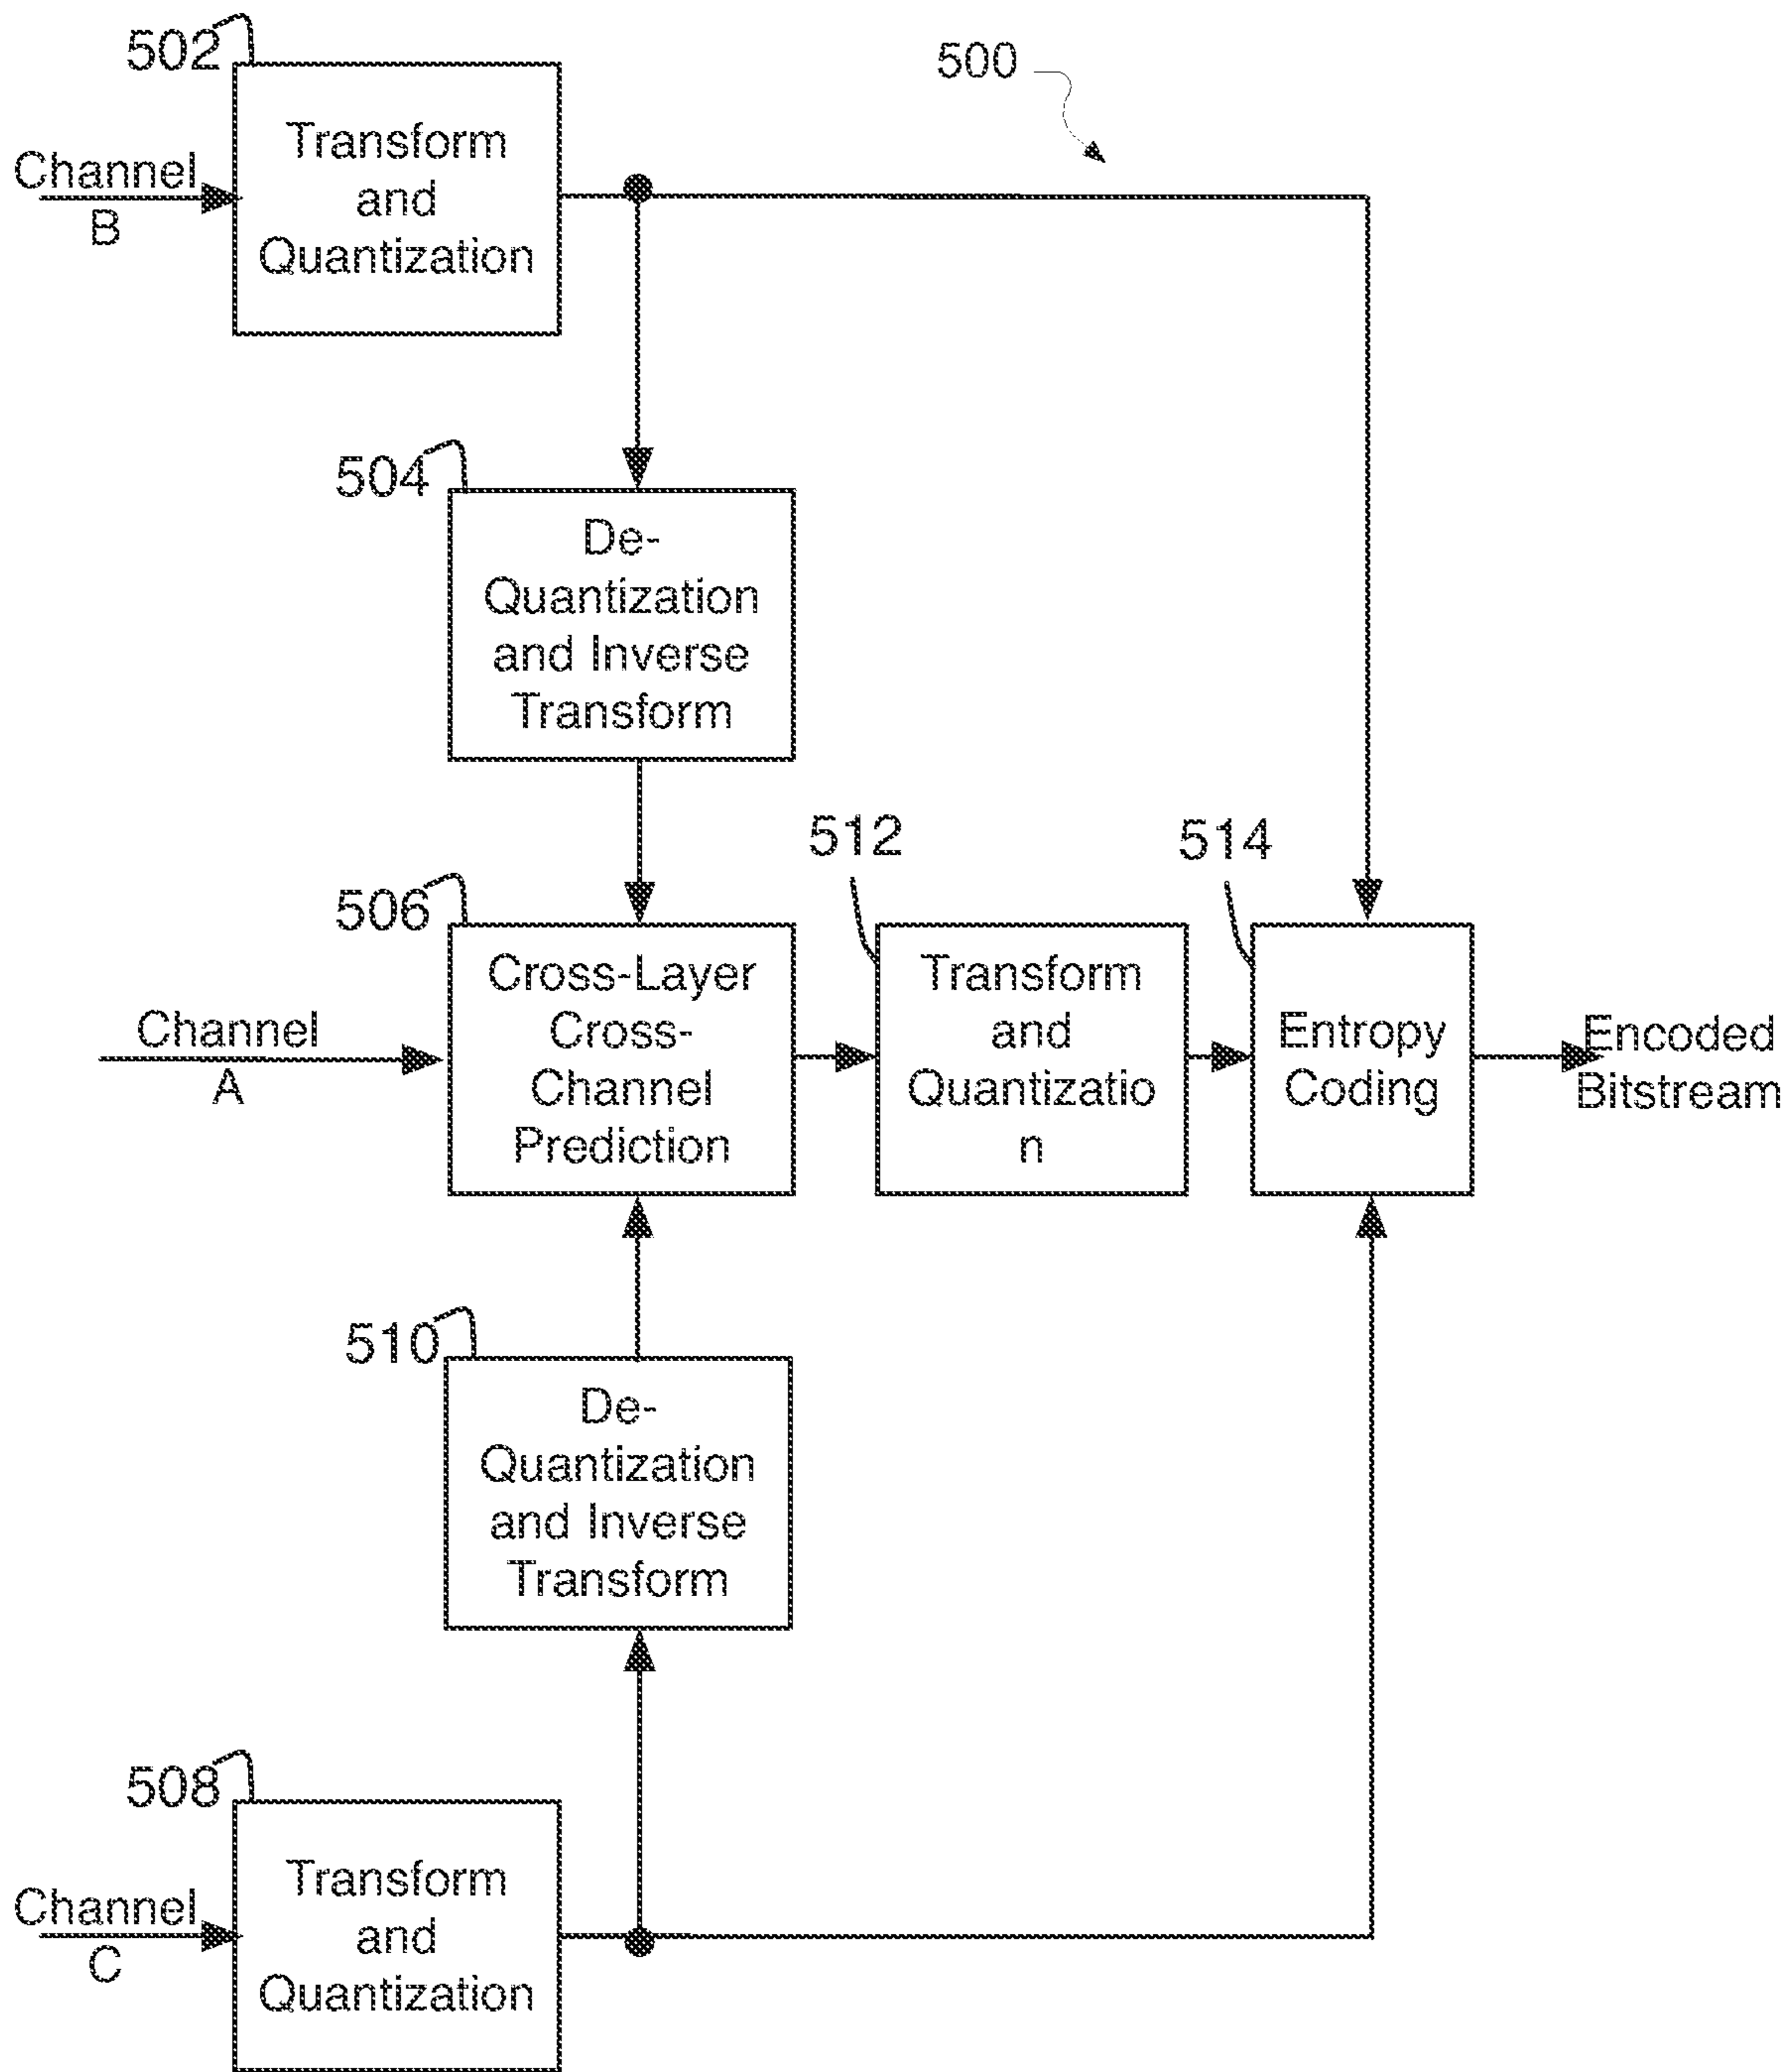 502
500
Channel
B
Transform
and
Quantization
504
De-
Quantization
and Inverse
Transform
512
514
506
Cross-Layer
Cross-
Channel
Prediction
Transform
and
Quantizatio
n
Entropy
Coding
Channel
A
Encoded
Bitstream
510
De-
Quantization
and Inverse
Transform
508
Channel
C
Transform
and
Quantization